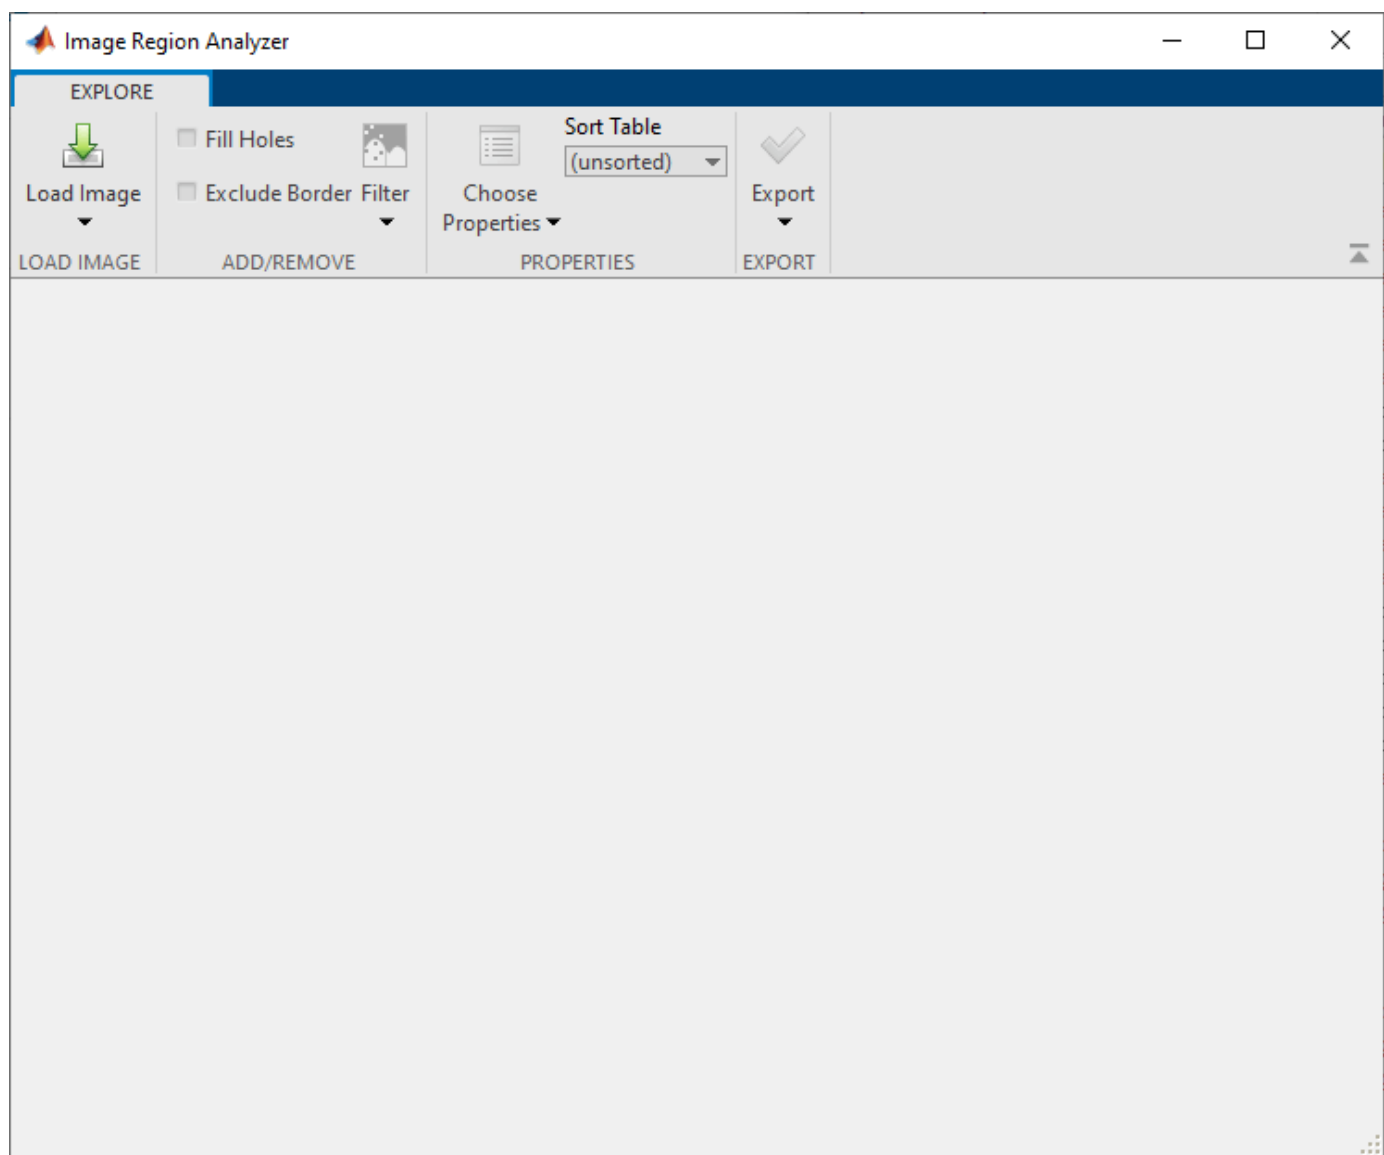 Image Region Analyzer
EXPLORE
Load Image
LOAD IMAGE
Fill Holes
Exclude Border
Filter
ADD/REMOVE
Choose
Properties
Sort Table
(unsorted)
PROPERTIES
Export
EXPORT